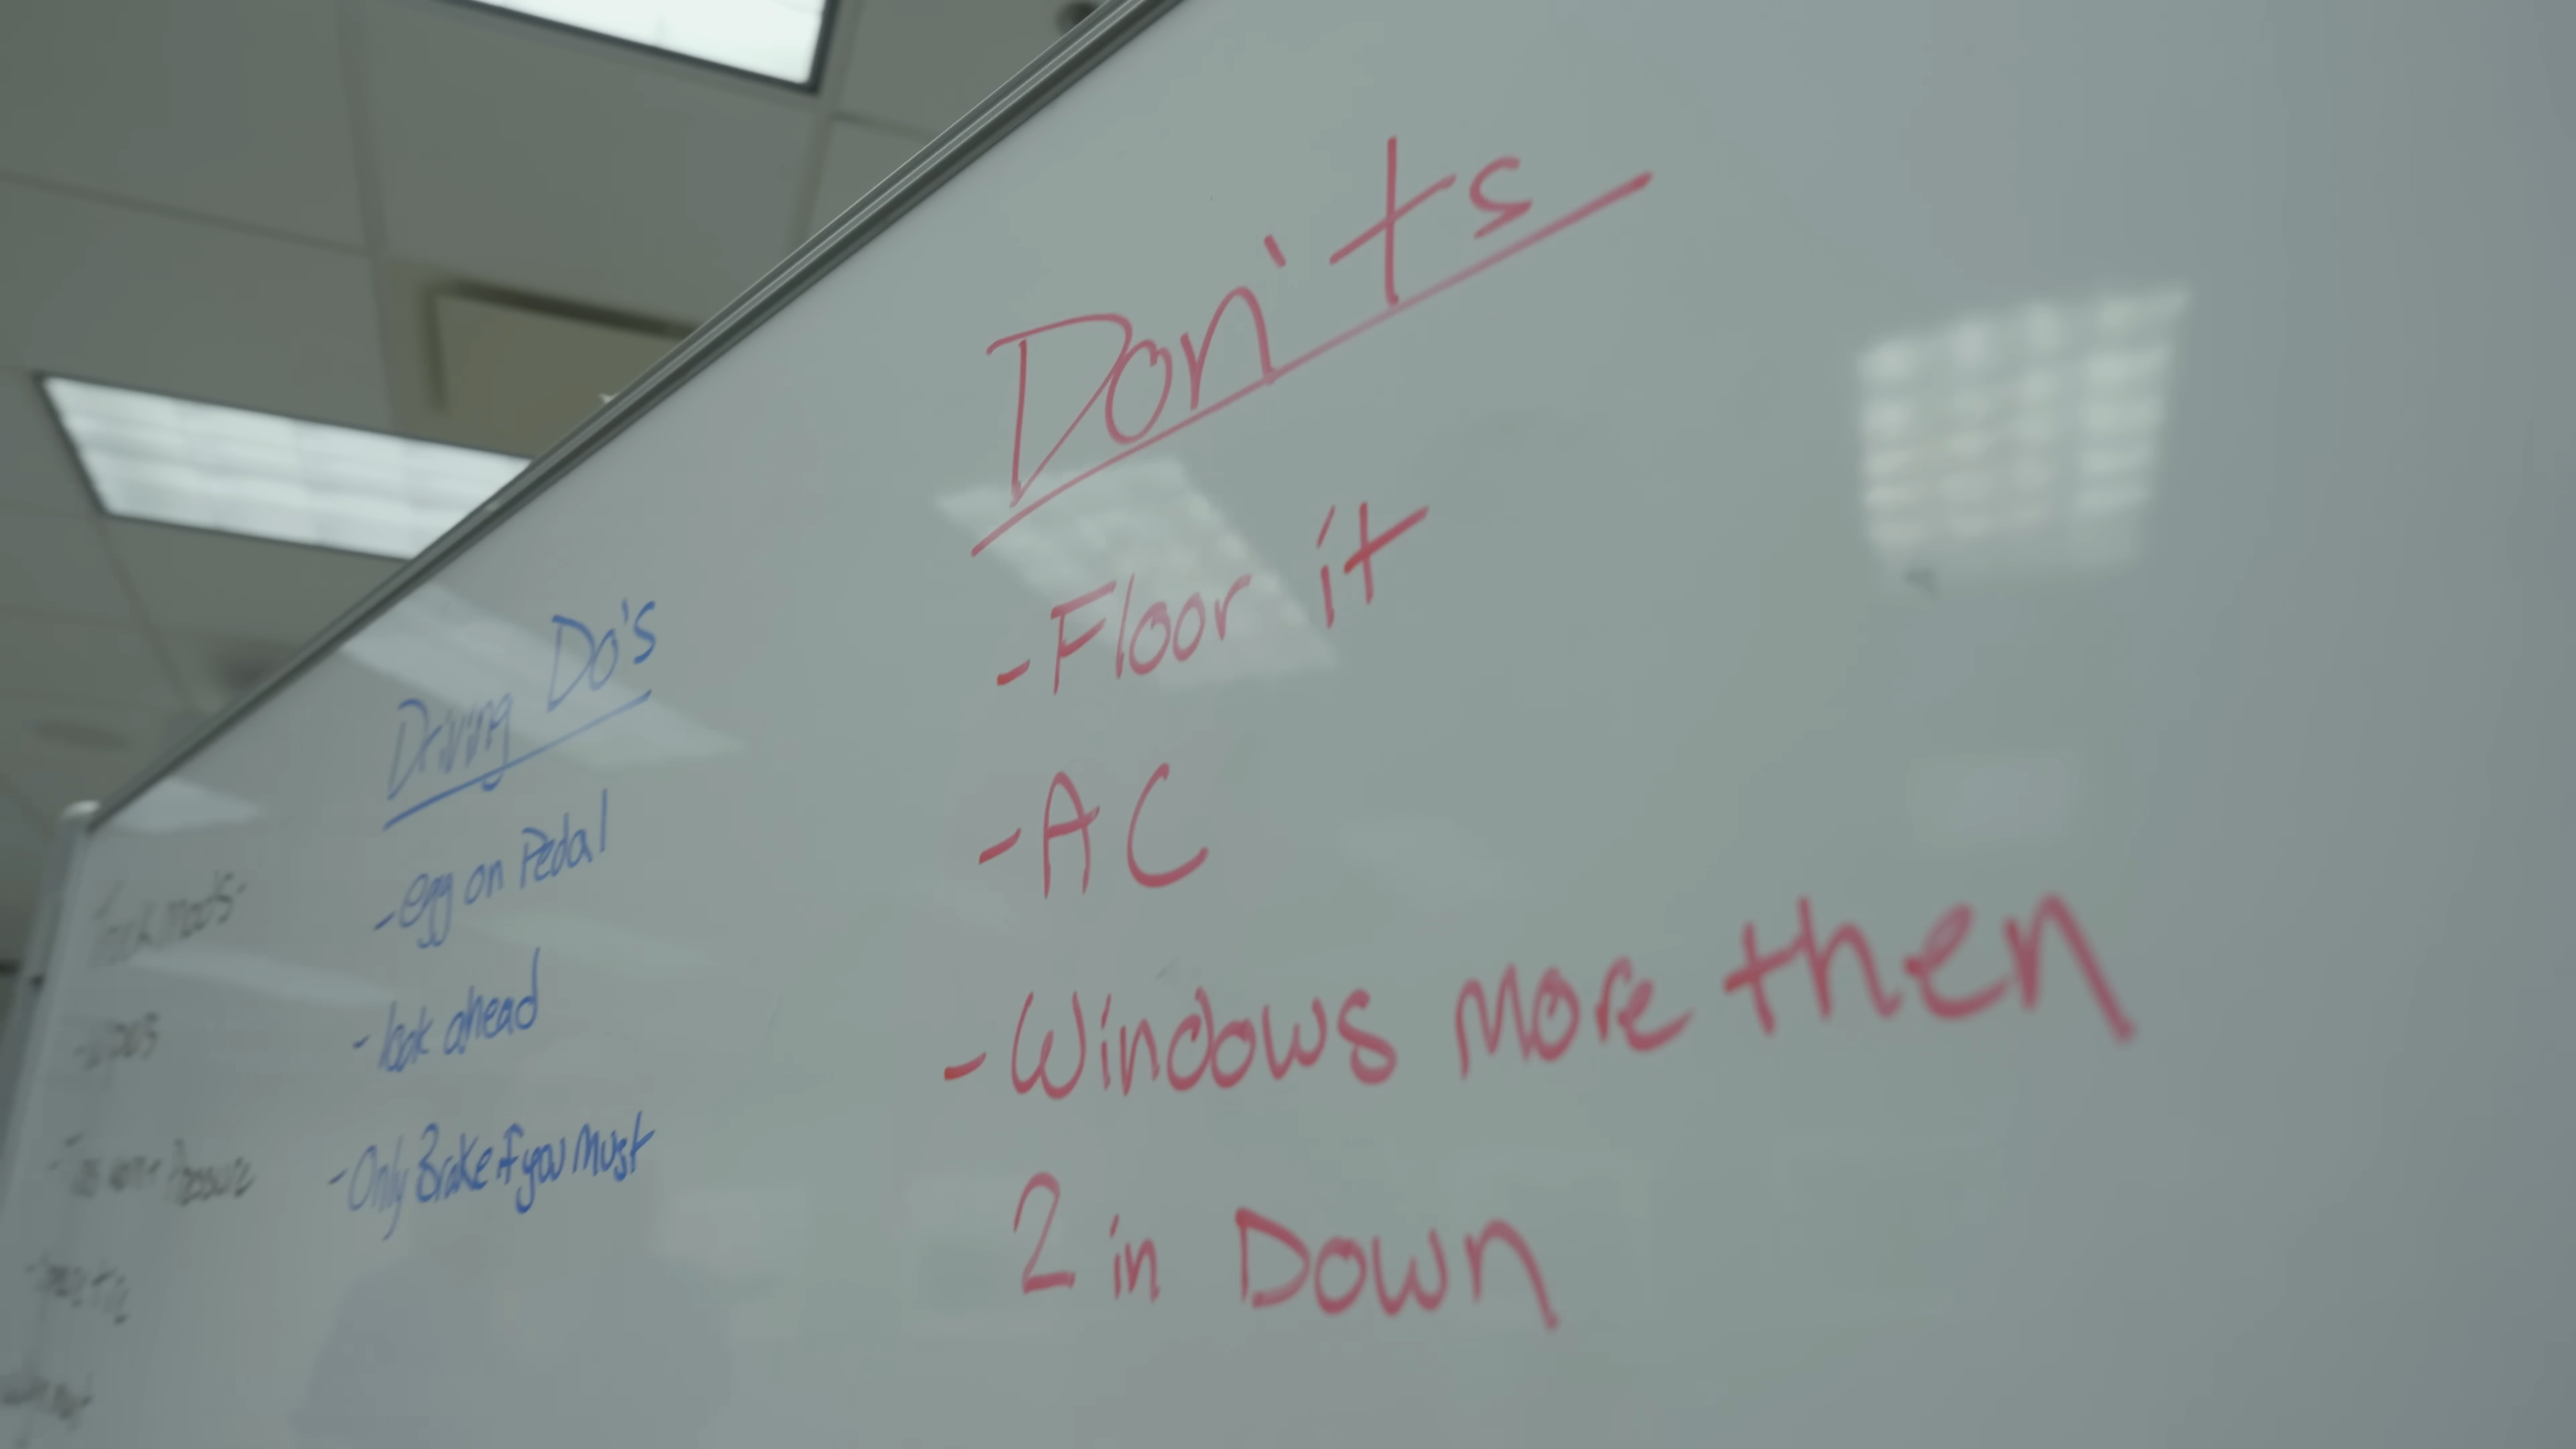 Driving Do's
- egg on Pedal
- look ahead
- Only Brake if you Must
Don'ts
- Floor it
- AC
- Windows More then
2 in Down